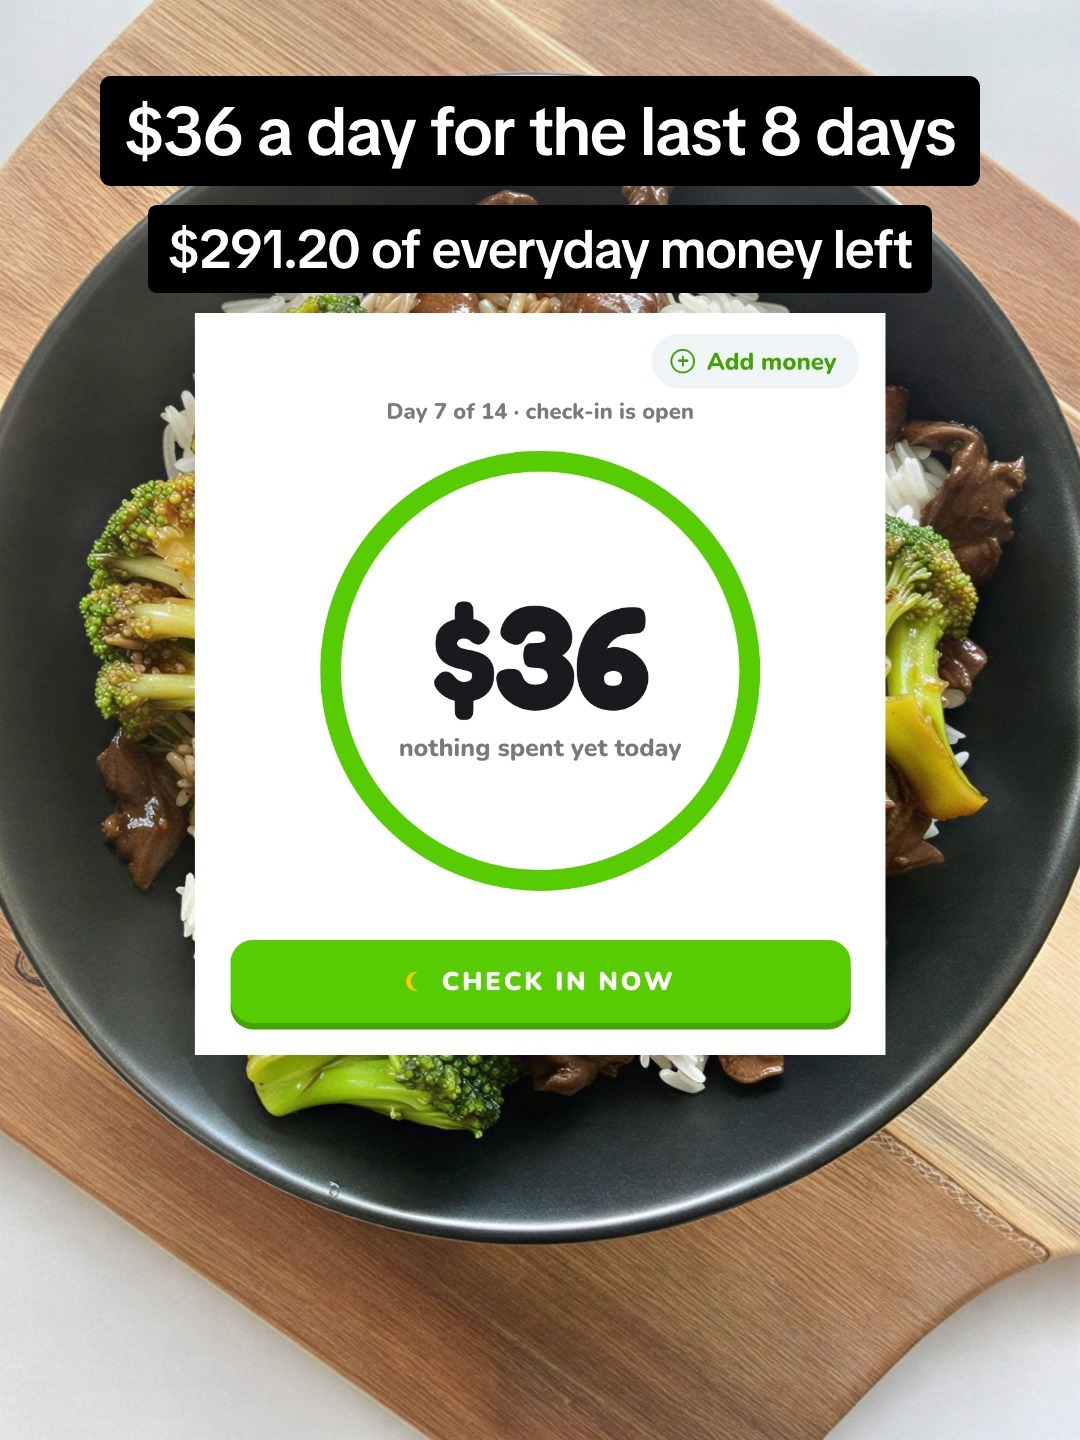 $36 a day for the last 8 days
$291.20 of everyday money left
Add money
Day 7 of 14 · check-in is open
$36
nothing spent yet today
CHECK IN NOW